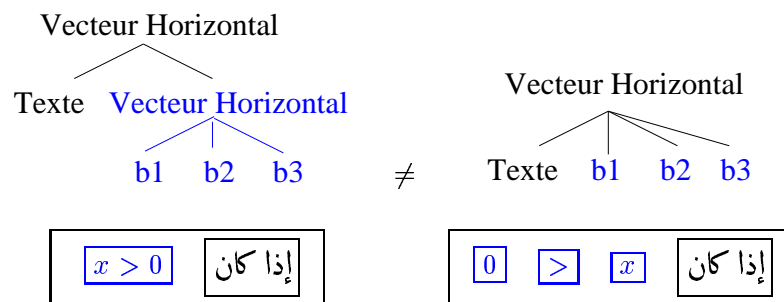 Vecteur Horizontal
Texte Vecteur Horizontal
b1 b2 b3
≠
Vecteur Horizontal
Texte b1 b2 b3
x > 0 إذا كان
0 > x إذا كان